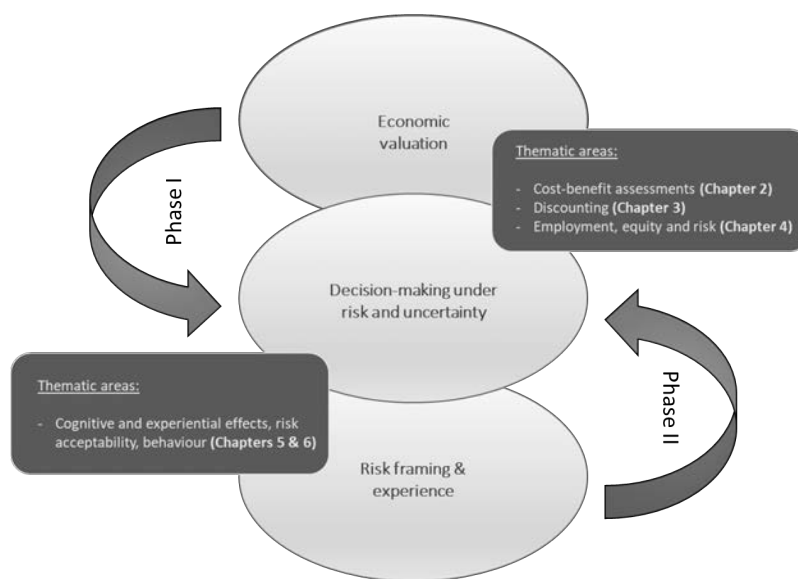 Economic
valuation
Thematic areas:
- Cost-benefit assessments (Chapter 2)
- Discounting (Chapter 3)
- Employment, equity and risk (Chapter 4)
Phase I
Decision-making under
risk and uncertainty
Thematic areas:
- Cognitive and experiential effects, risk
acceptability, behaviour (Chapters 5 & 6)
Phase II
Risk framing &
experience